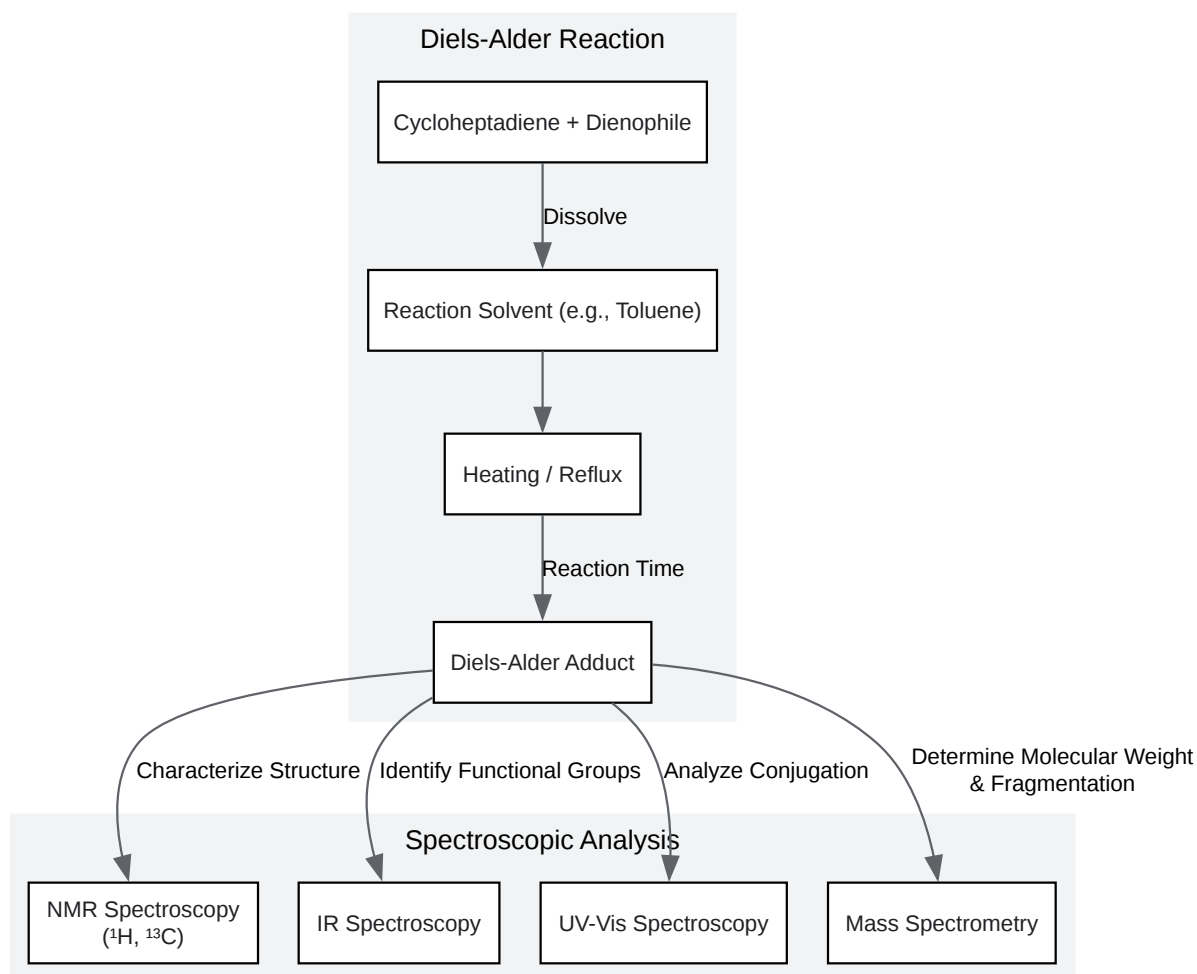 Diels-Alder Reaction
Cycloheptadiene + Dienophile
Dissolve
Reaction Solvent (e.g., Toluene)
Heating / Reflux
Reaction Time
Diels-Alder Adduct
Characterize Structure
Identify Functional Groups
Analyze Conjugation
Determine Molecular Weight
& Fragmentation
Spectroscopic Analysis
NMR Spectroscopy
(¹H, ¹³C)
IR Spectroscopy
UV-Vis Spectroscopy
Mass Spectrometry